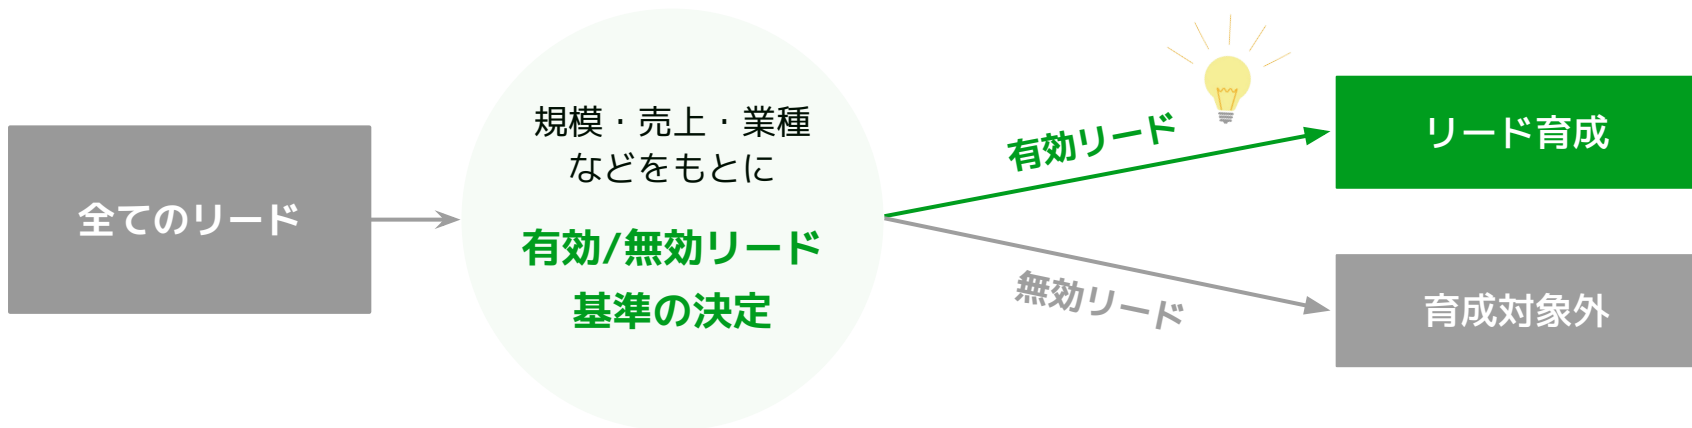 全てのリード
規模・売上・業種
などをもとに
有効/無効リード
基準の決定
有効リード
リード育成
無効リード
育成対象外